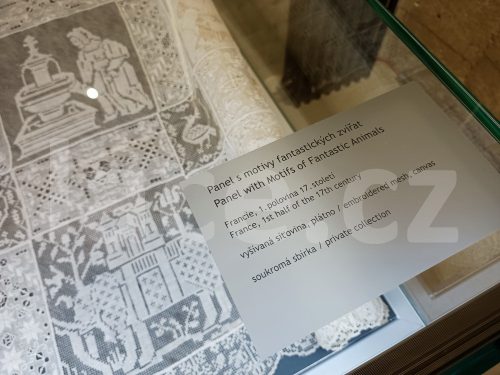 Panel s motivy fantastických zvířat
Panel with Motifs of Fantastic Animals
Francie, 1. polovina 17. století
France, 1st half of the 17th century
vyšívaná síťovina, plátno / embroidered mesh, canvas
soukromá sbírka / private collection